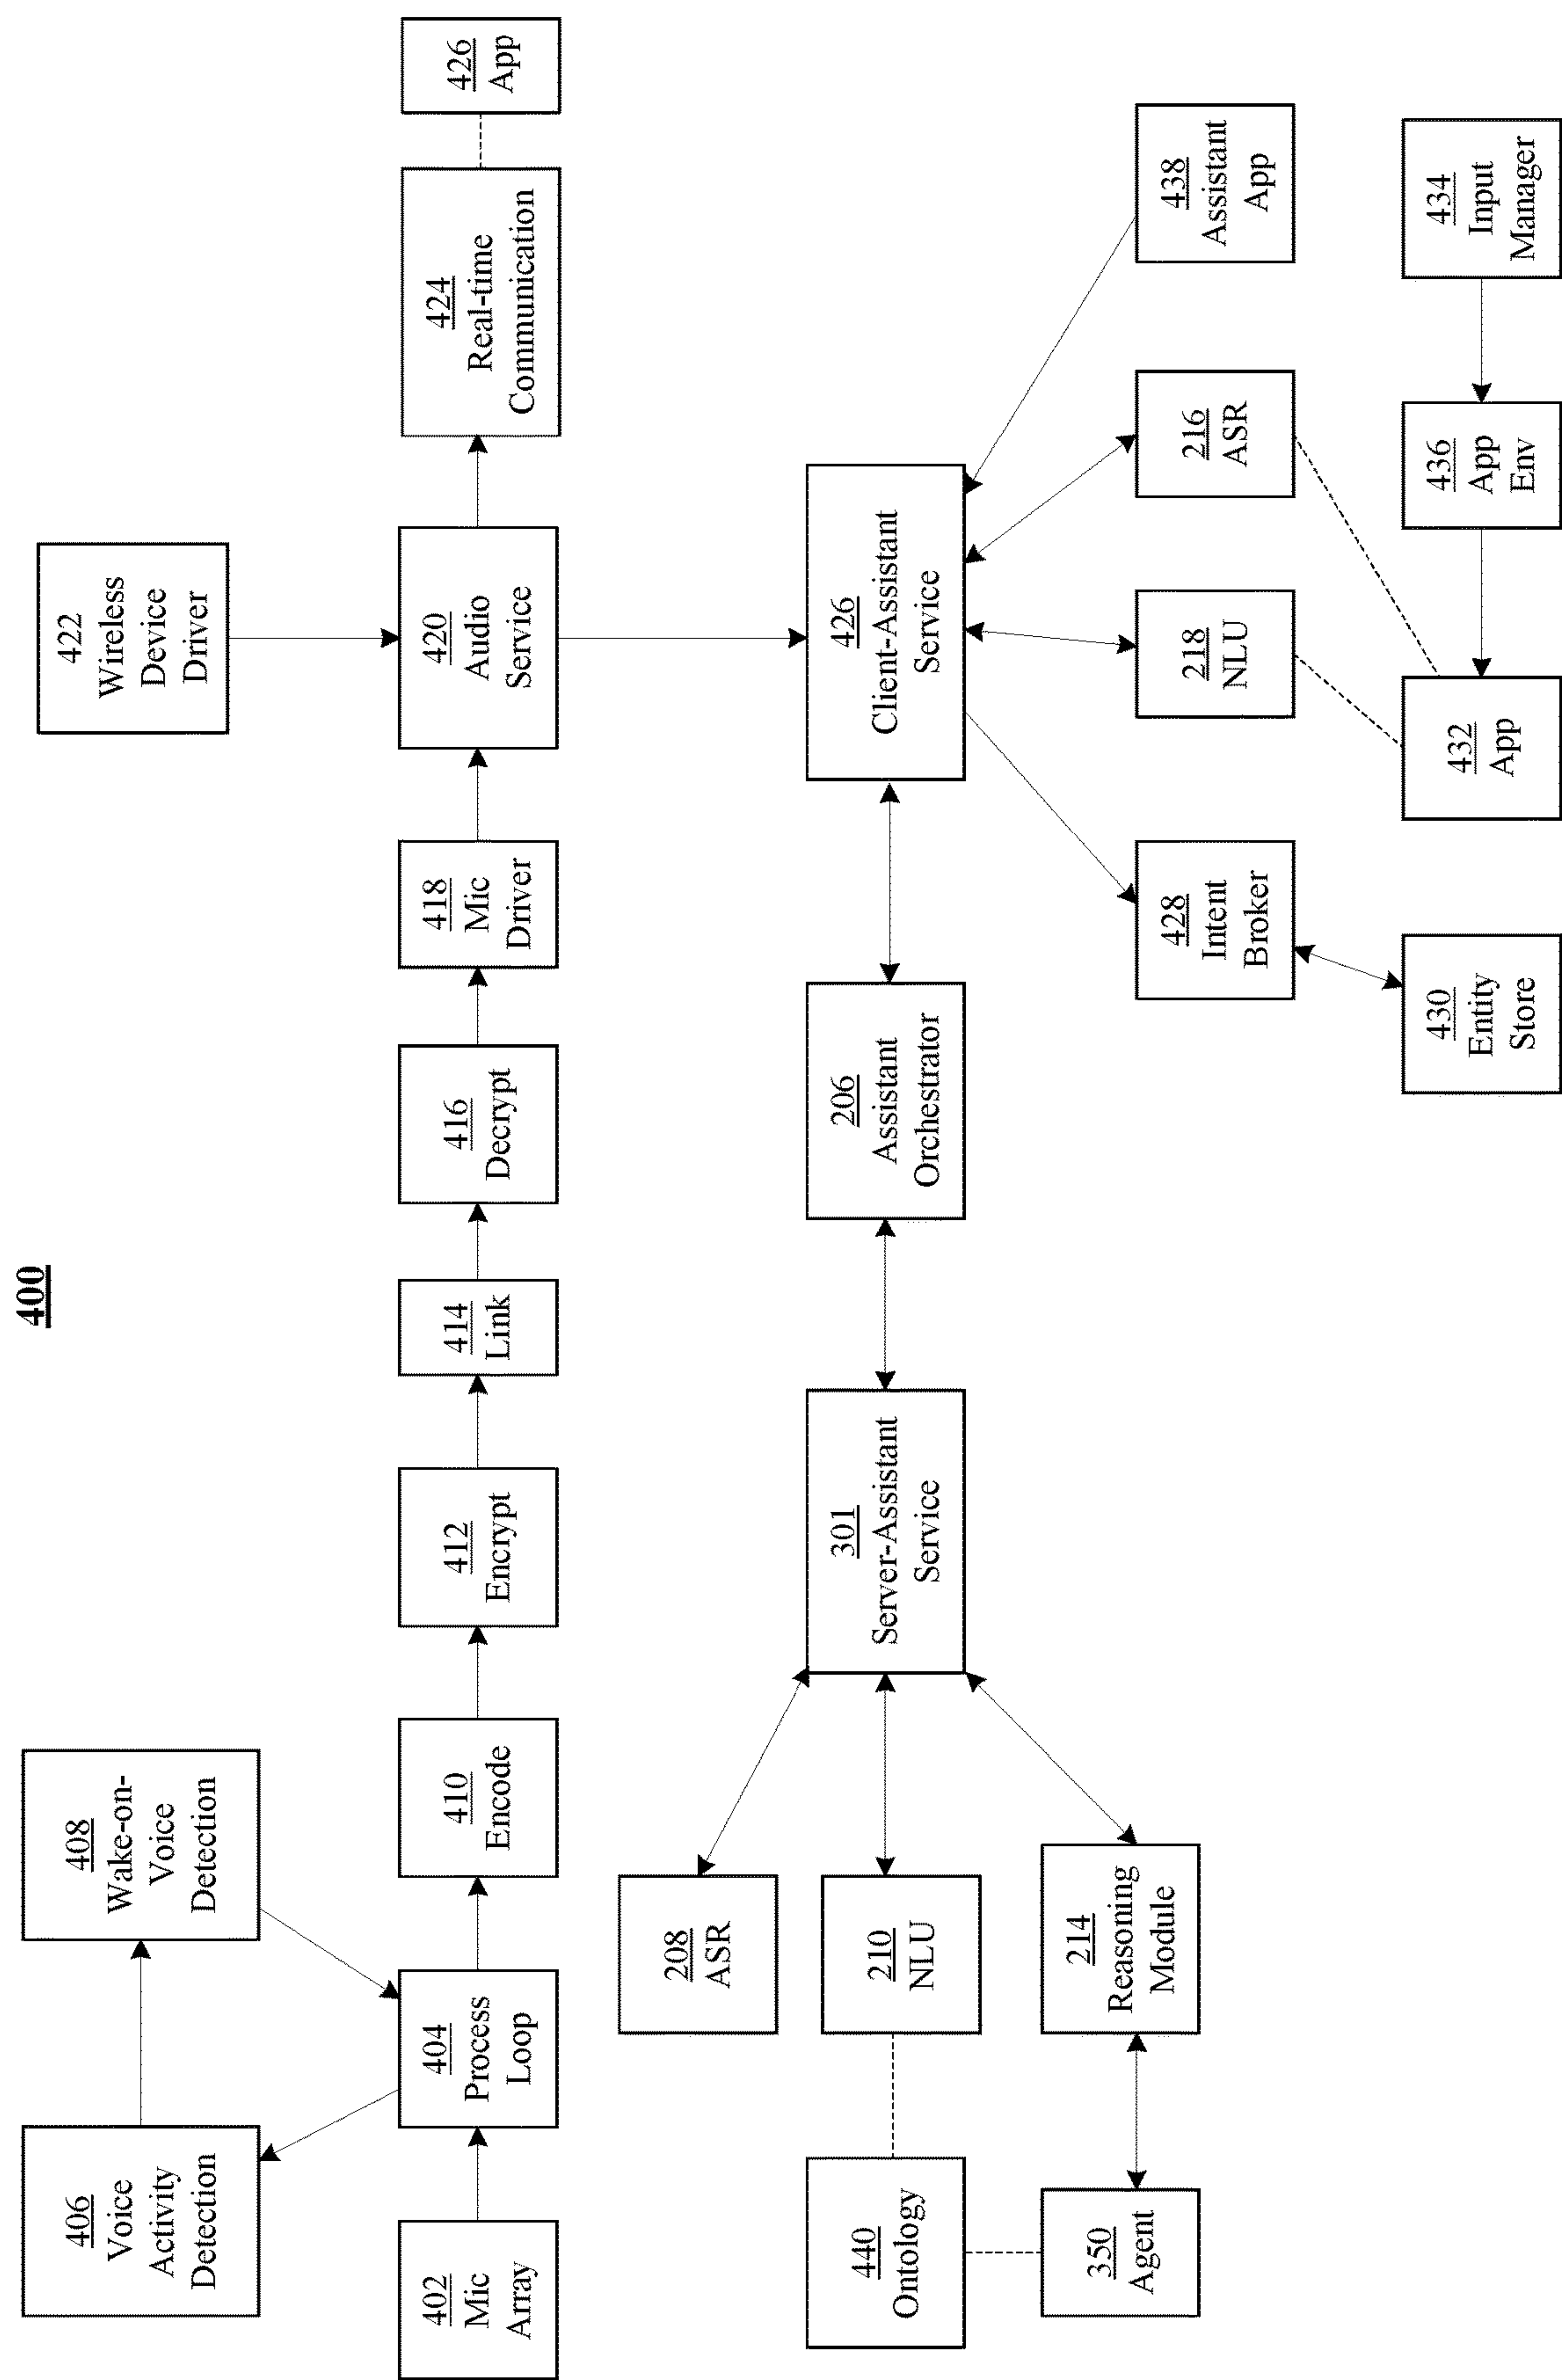 400
406
Voice
Activity
Detection
408
Wake-on-
Voice
Detection
422
Wireless
Device
Driver
402
Mic
Array
404
Process
Loop
410
Encode
412
Encrypt
414
Link
416
Decrypt
418
Mic
Driver
420
Audio
Service
424
Real-time
Communication
426
App
208
ASR
440
Ontology
210
NLU
301
Server-Assistant
Service
206
Assistant
Orchestrator
426
Client-Assistant
Service
350
Agent
214
Reasoning
Module
428
Intent
Broker
218
NLU
216
ASR
438
Assistant
App
430
Entity
Store
432
App
436
App
Env
434
Input
Manager